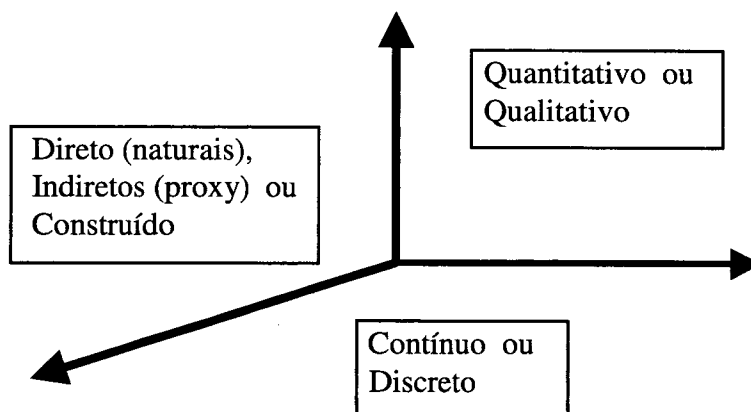 Quantitativo ou
Qualitativo
Direto (naturais),
Indiretos (proxy) ou
Construído
Contínuo ou
Discreto